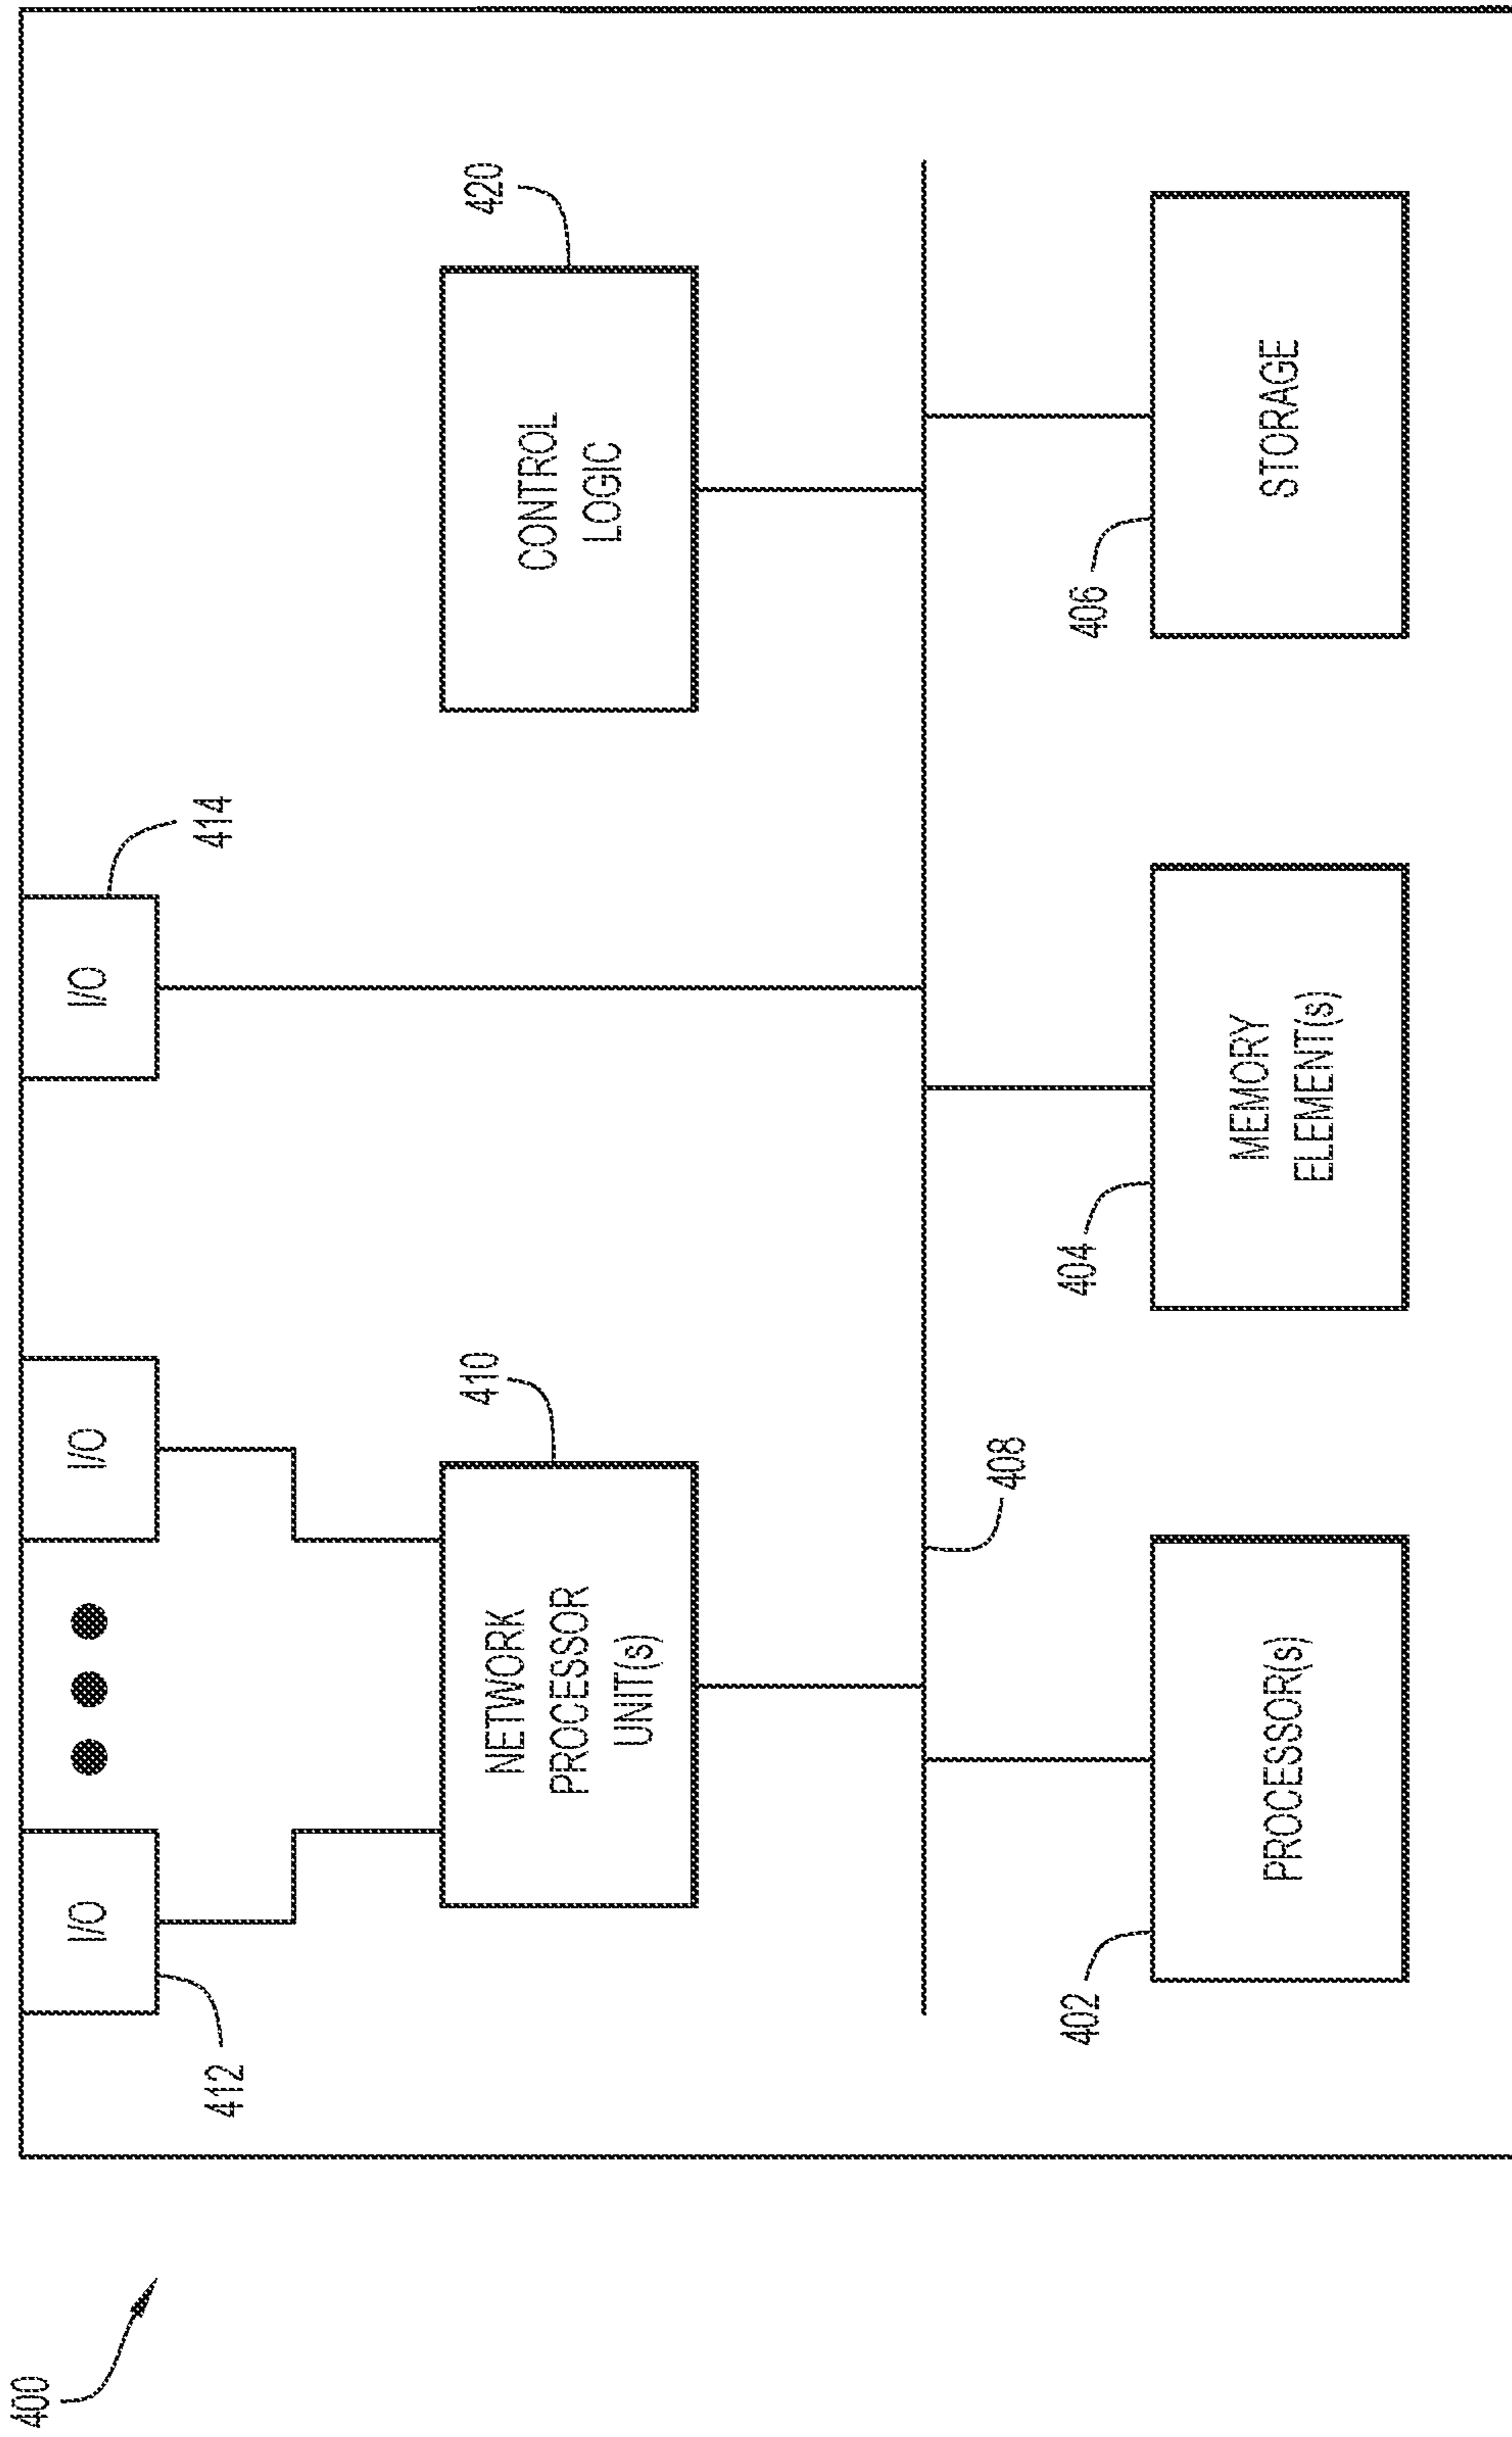 400
I/O
I/O
I/O
412
414
NETWORK
PROCESSOR
UNIT(s)
410
CONTROL
LOGIC
420
408
402
PROCESSOR(s)
404
MEMORY
ELEMENT(s)
406
STORAGE